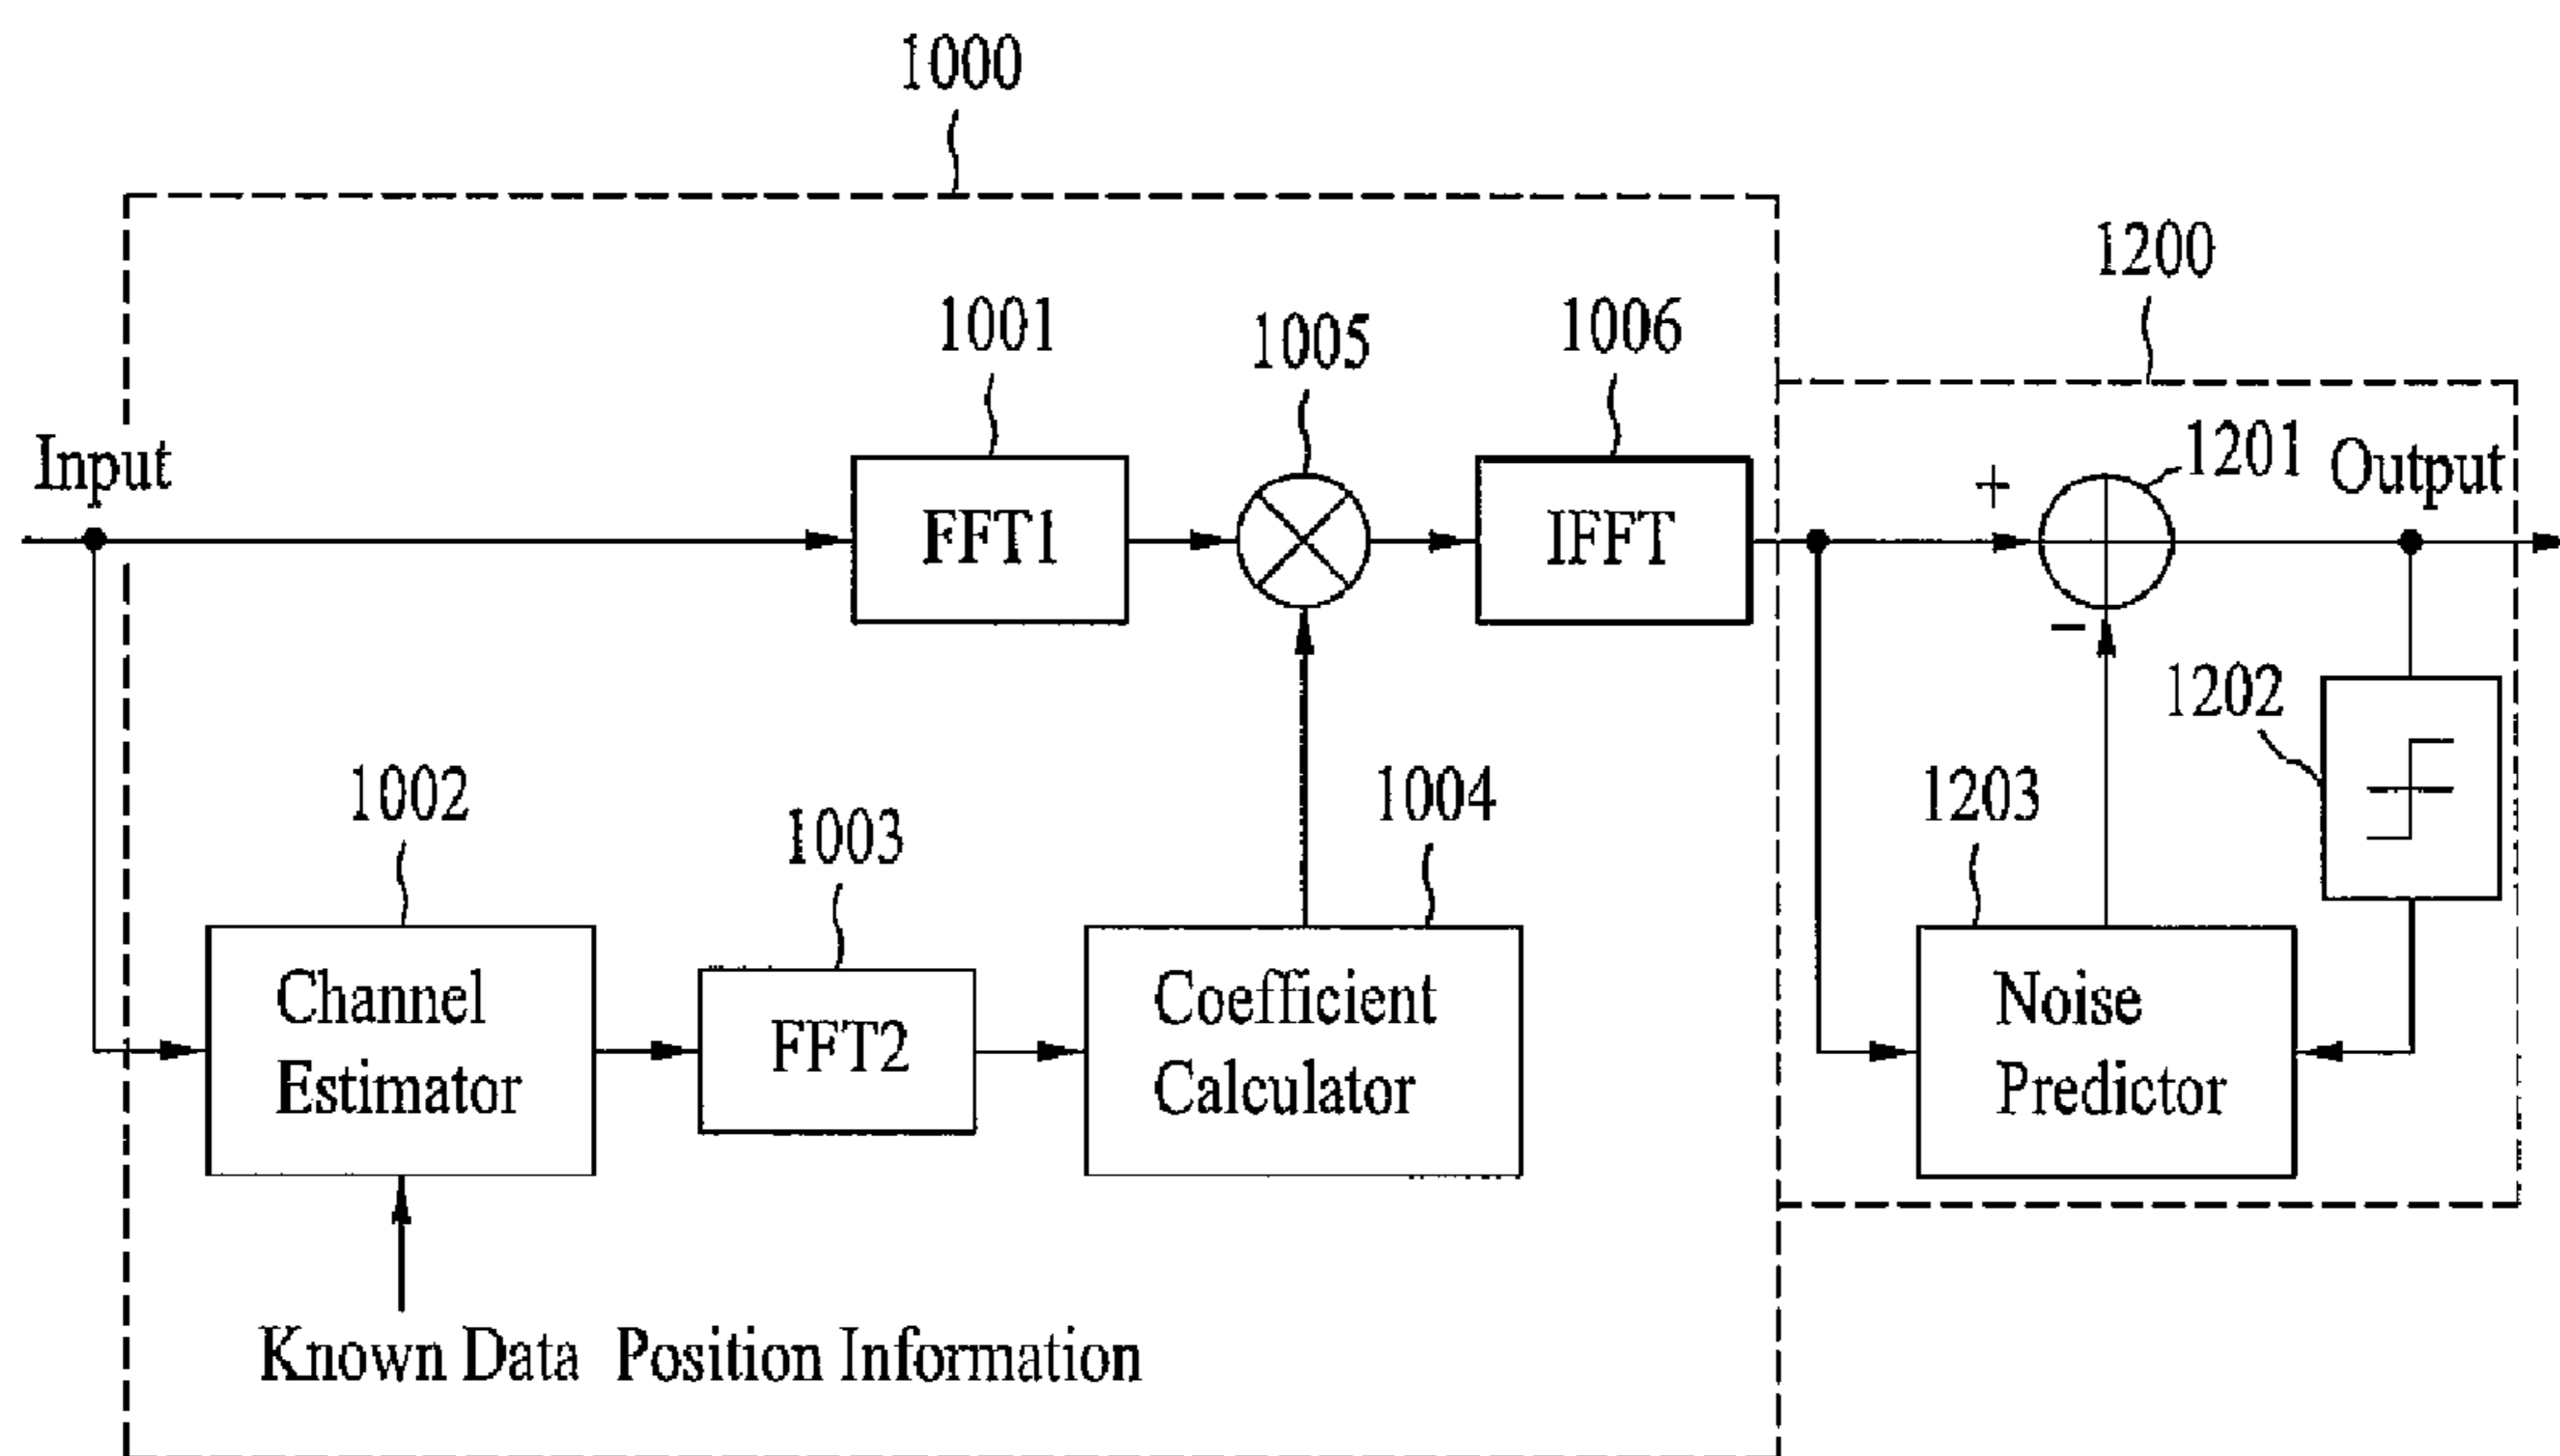 1000
1200
1001
1005
1006
Input
FFT1
IFFT
+
1201
Output
−
1202
1002
1003
1004
1203
Channel
Estimator
FFT2
Coefficient
Calculator
Noise
Predictor
Known Data Position Information